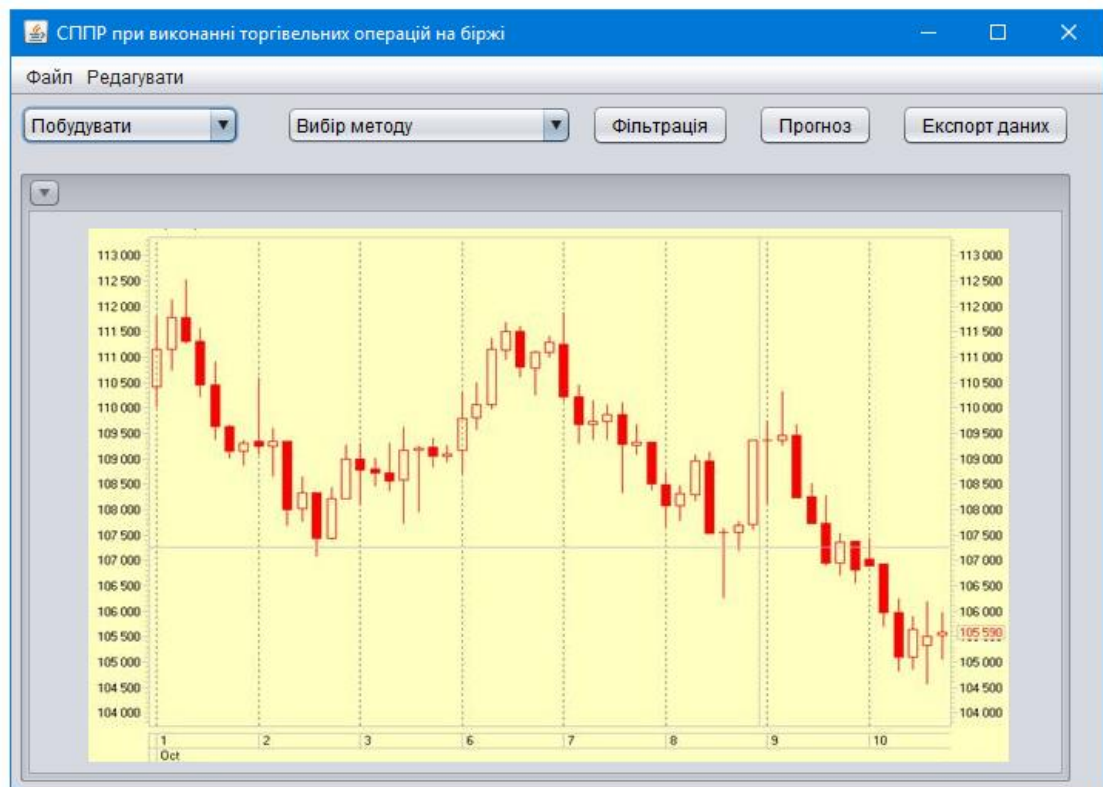 СППР при виконанні торгівельних операцій на біржі
Файл Редагувати
Побудувати Вибір методу Фільтрація Прогноз Експорт даних
113 000 113 000
112 500 112 500
112 000 112 000
111 500 111 500
111 000 111 000
110 500 110 500
110 000 110 000
109 500 109 500
109 000 109 000
108 500 108 500
108 000 108 000
107 500 107 500
107 000 107 000
106 500 106 500
106 000 106 000
105 500 105 590
105 000 105 000
104 500 104 500
104 000 104 000
1 2 3 6 7 8 9 10
Oct